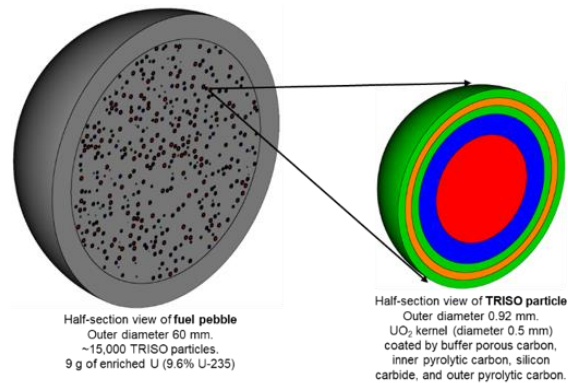 Half-section view of fuel pebble
Outer diameter 60 mm.
~15,000 TRISO particles.
9 g of enriched U (9.6% U-235)
Half-section view of TRISO particle
Outer diameter 0.92 mm.
UO₂ kernel (diameter 0.5 mm)
coated by buffer porous carbon,
inner pyrolytic carbon, silicon
carbide, and outer pyrolytic carbon.